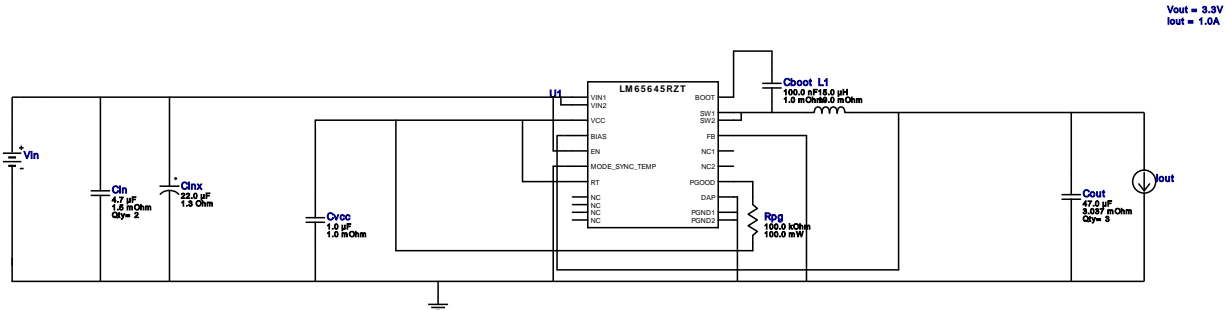 Vout = 3.3V
Iout = 1.0A
U1
LM65645RZT
VIN1
VIN2
VCC
BIAS
EN
MODE_SYNC_TEMP
RT
NC
NC
NC
NC
BOOT
SW1
SW2
FB
NC1
NC2
PGOOD
DAP
PGND1
PGND2
Cboot
100.0 nF
1.0 mOhm
L1
15.0 µH
Vin
Cin
4.7 µF
1.5 mOhm
Qty= 2
Cinx
22.0 µF
1.3 Ohm
Cvcc
1.0 µF
1.0 mOhm
Rpg
100.0 kOhm
100.0 mW
Cout
47.0 µF
3.037 mOhm
Qty= 3
Iout